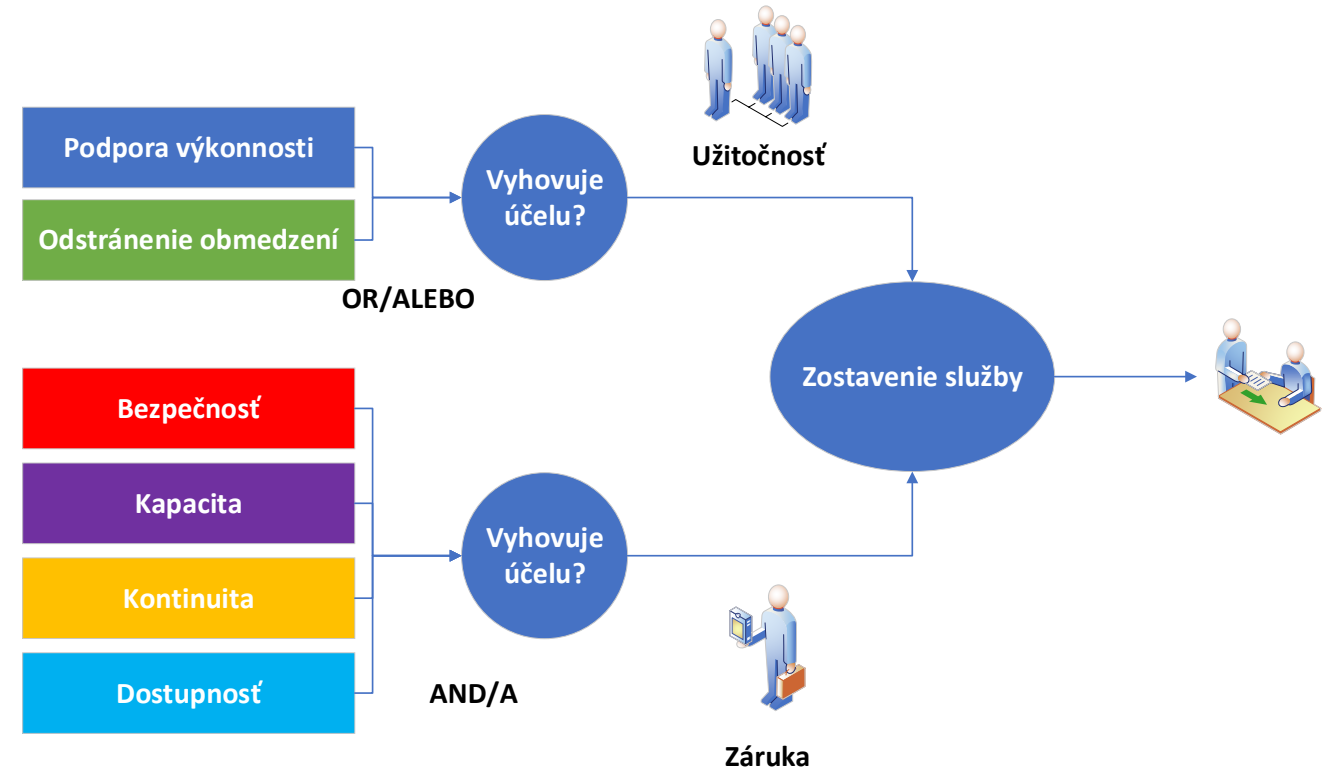 Podpora výkonnosti
Odstránenie obmedzení
OR/ALEBO
Vyhovuje
účelu?
Užitočnosť
Zostavenie služby
Bezpečnosť
Kapacita
Kontinuita
Dostupnosť
AND/A
Vyhovuje
účelu?
Záruka